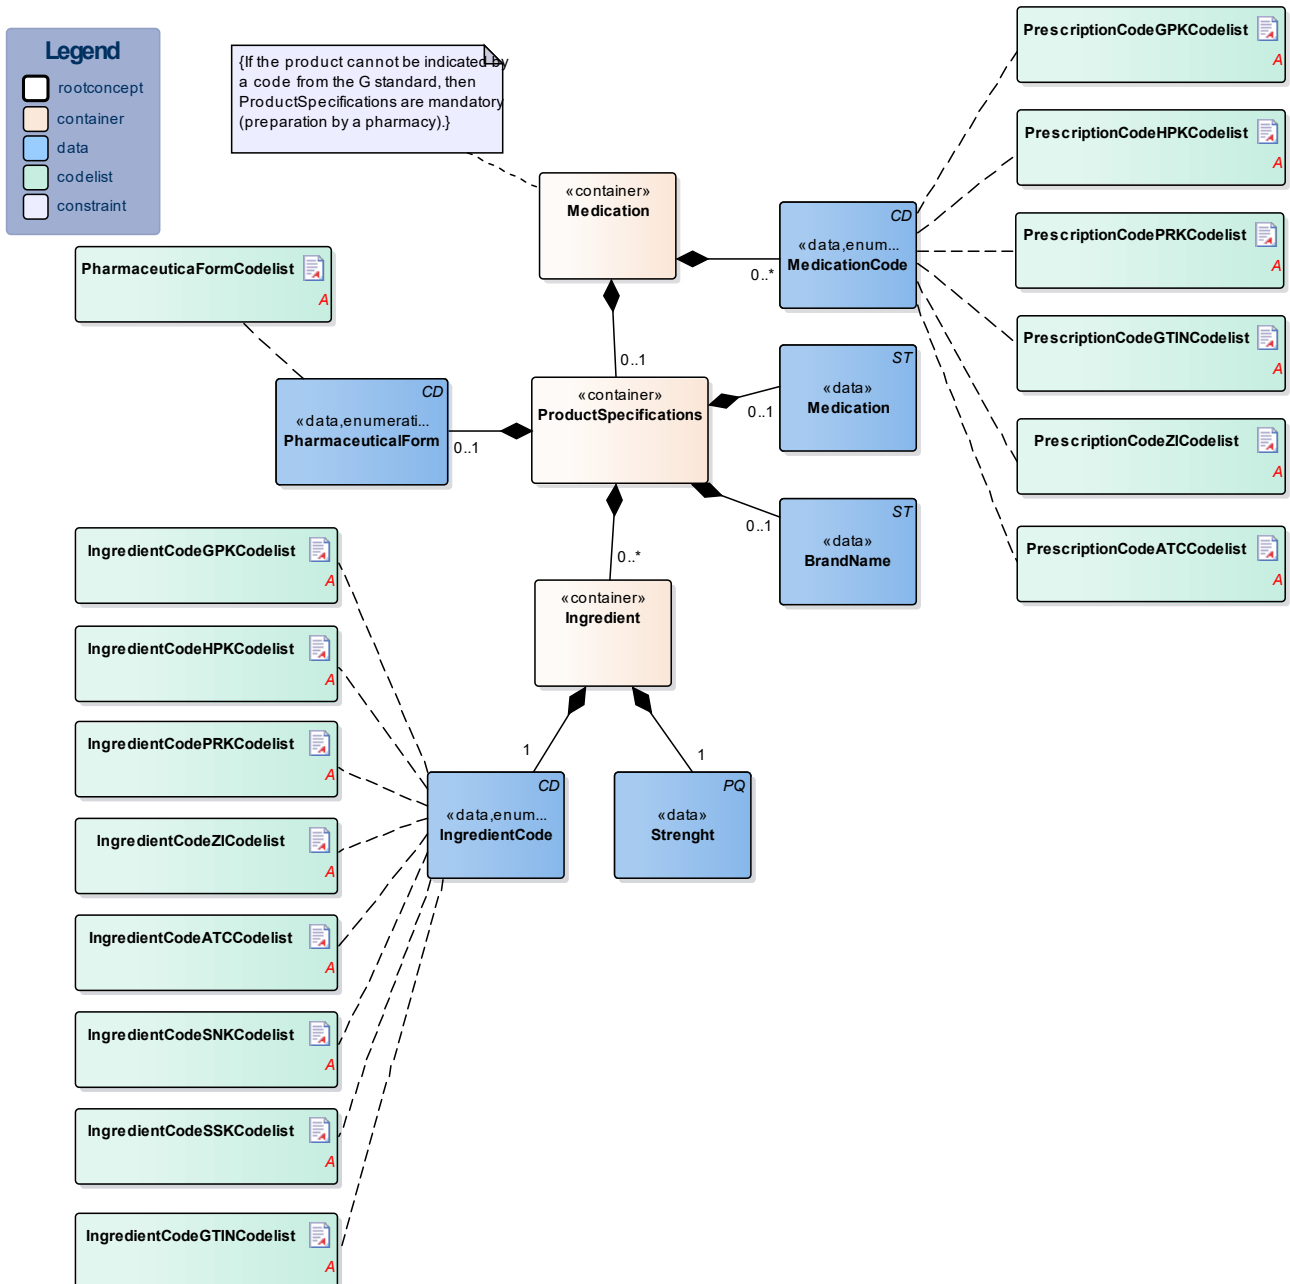 Legend
rootconcept
container
data
codelist
constraint
{If the product cannot be indicated by
a code from the G standard, then
ProductSpecifications are mandatory
(preparation by a pharmacy).}
«container»
Medication
CD
«data,enum...
MedicationCode
0..*
0..1
PrescriptionCodeGPKCodelist
A
PrescriptionCodeHPKCodelist
A
PrescriptionCodePRKCodelist
A
PrescriptionCodeGTINCodelist
A
PrescriptionCodeZICodelist
A
PrescriptionCodeATCCodelist
A
PharmaceuticaFormCodelist
A
CD
«data,enumerati...
PharmaceuticalForm
0..1
«container»
ProductSpecifications
ST
«data»
Medication
0..1
ST
«data»
BrandName
0..1
0..*
«container»
Ingredient
1
1
CD
«data,enum...
IngredientCode
PQ
«data»
Strenght
IngredientCodeGPKCodelist
A
IngredientCodeHPKCodelist
A
IngredientCodePRKCodelist
A
IngredientCodeZICodelist
A
IngredientCodeATCCodelist
A
IngredientCodeSNKCodelist
A
IngredientCodeSSKCodelist
A
IngredientCodeGTINCodelist
A